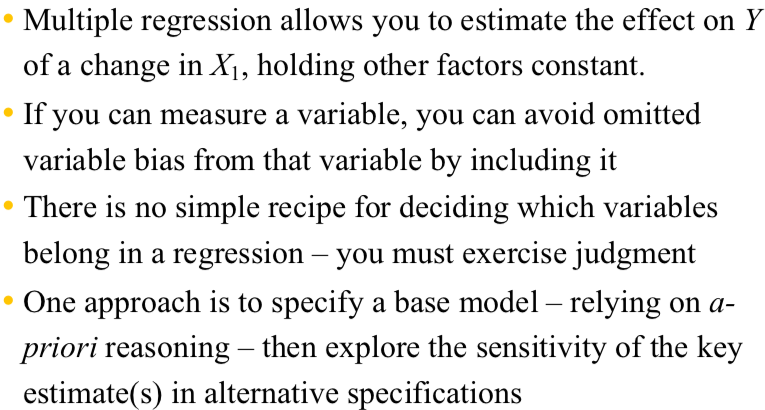 • Multiple regression allows you to estimate the effect on Y
of a change in X₁, holding other factors constant.
• If you can measure a variable, you can avoid omitted
variable bias from that variable by including it
• There is no simple recipe for deciding which variables
belong in a regression – you must exercise judgment
• One approach is to specify a base model – relying on a-
priori reasoning – then explore the sensitivity of the key
estimate(s) in alternative specifications